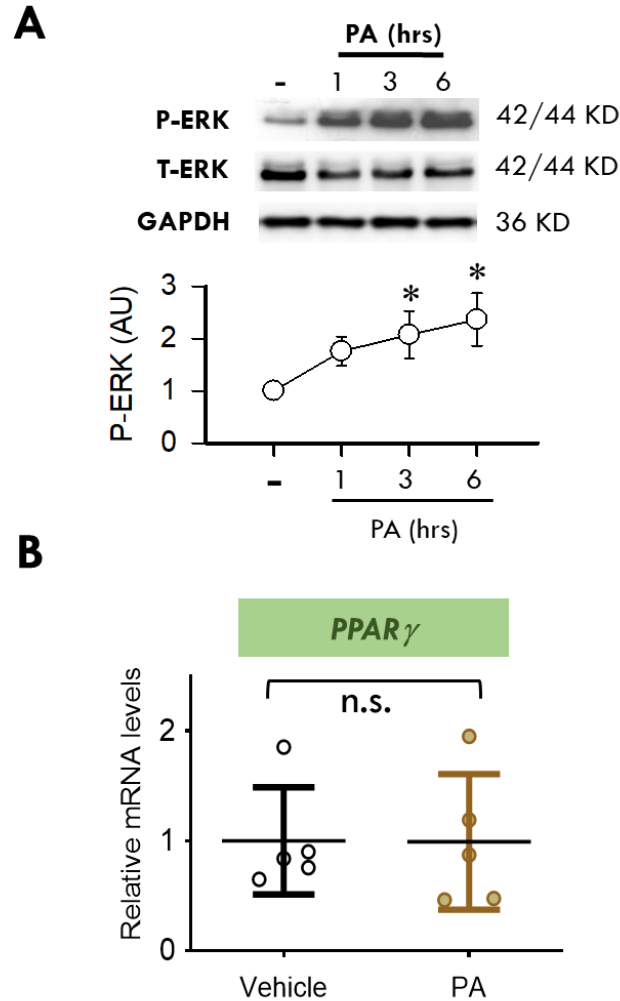 A
PA (hrs)
- 1 3 6
P-ERK 42/44 KD
T-ERK 42/44 KD
GAPDH 36 KD
P-ERK (AU)
3
2
1
0
* *
- 1 3 6
PA (hrs)
B
PPARγ
n.s.
Relative mRNA levels
2
1
0
Vehicle PA